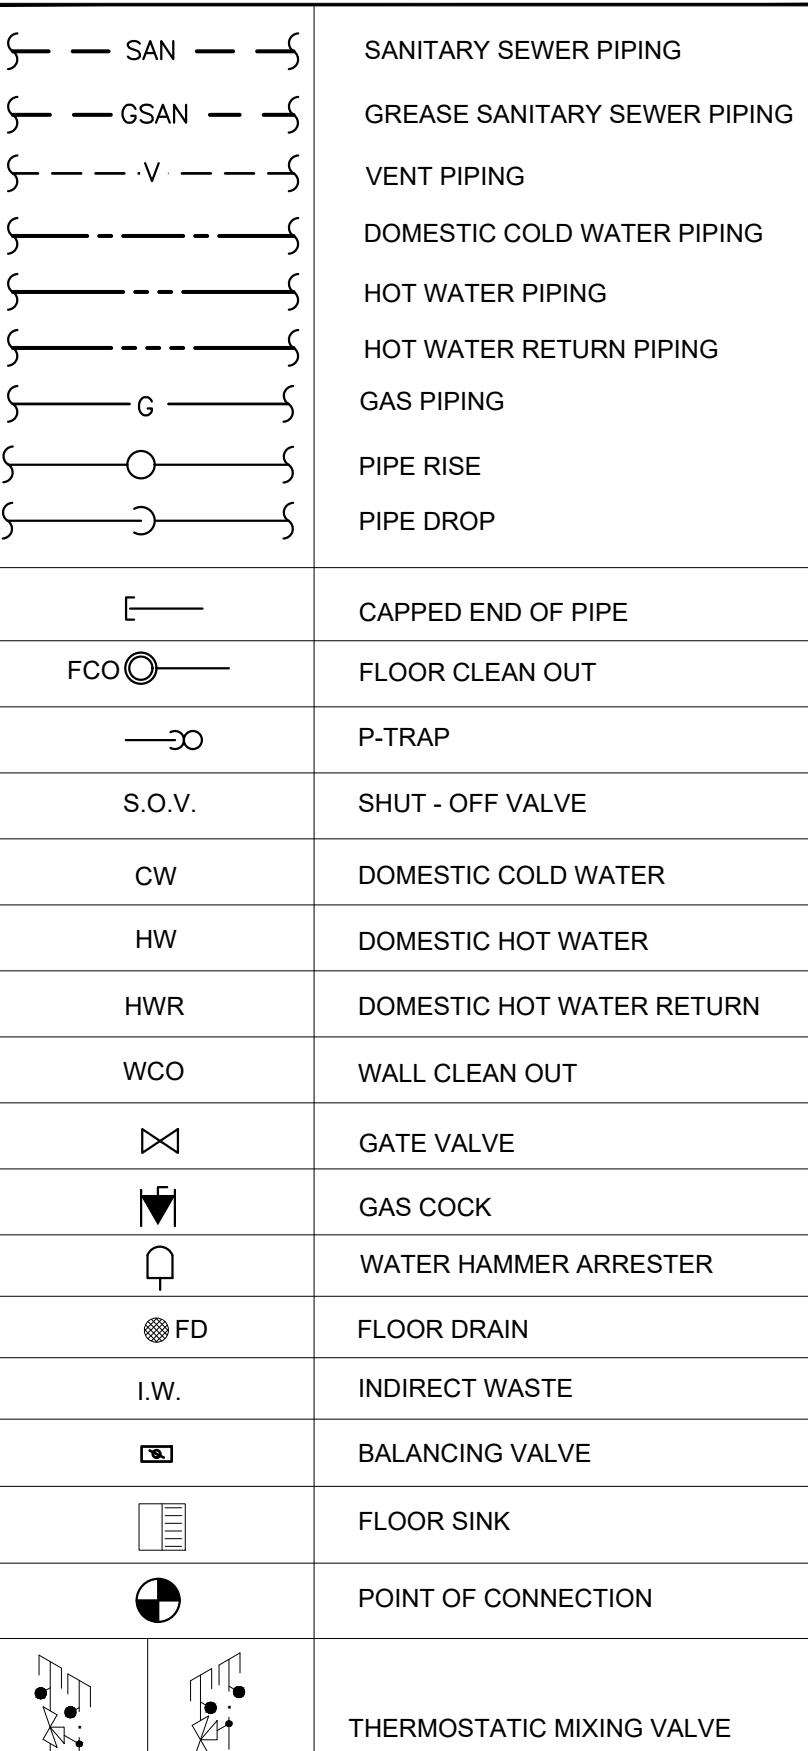 SAN SANITARY SEWER PIPING
GSAN GREASE SANITARY SEWER PIPING
V VENT PIPING
DOMESTIC COLD WATER PIPING
HOT WATER PIPING
HOT WATER RETURN PIPING
G GAS PIPING
PIPE RISE
PIPE DROP
CAPPED END OF PIPE
FCO FLOOR CLEAN OUT
P-TRAP
S.O.V. SHUT - OFF VALVE
CW DOMESTIC COLD WATER
HW DOMESTIC HOT WATER
HWR DOMESTIC HOT WATER RETURN
WCO WALL CLEAN OUT
GATE VALVE
GAS COCK
WATER HAMMER ARRESTER
FD FLOOR DRAIN
I.W. INDIRECT WASTE
BALANCING VALVE
FLOOR SINK
POINT OF CONNECTION
THERMOSTATIC MIXING VALVE